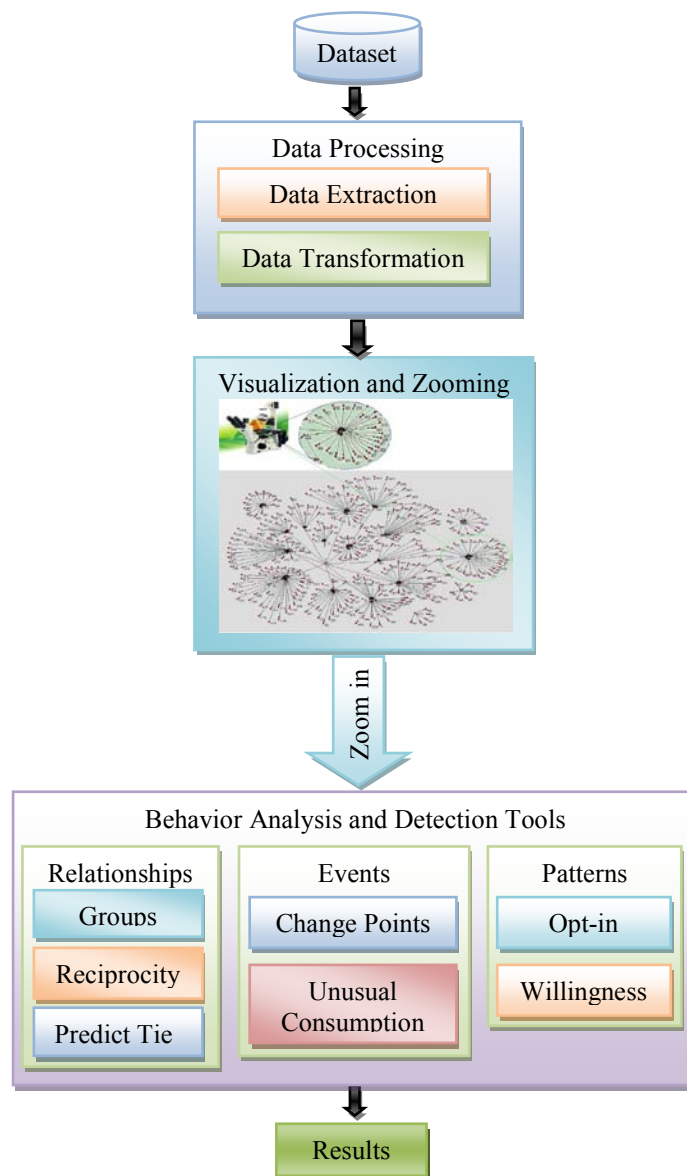 Dataset
Data Processing
Data Extraction
Data Transformation
Visualization and Zooming
Zoom in
Behavior Analysis and Detection Tools
Relationships
Groups
Reciprocity
Predict Tie
Events
Change Points
Unusual
Consumption
Patterns
Opt-in
Willingness
Results